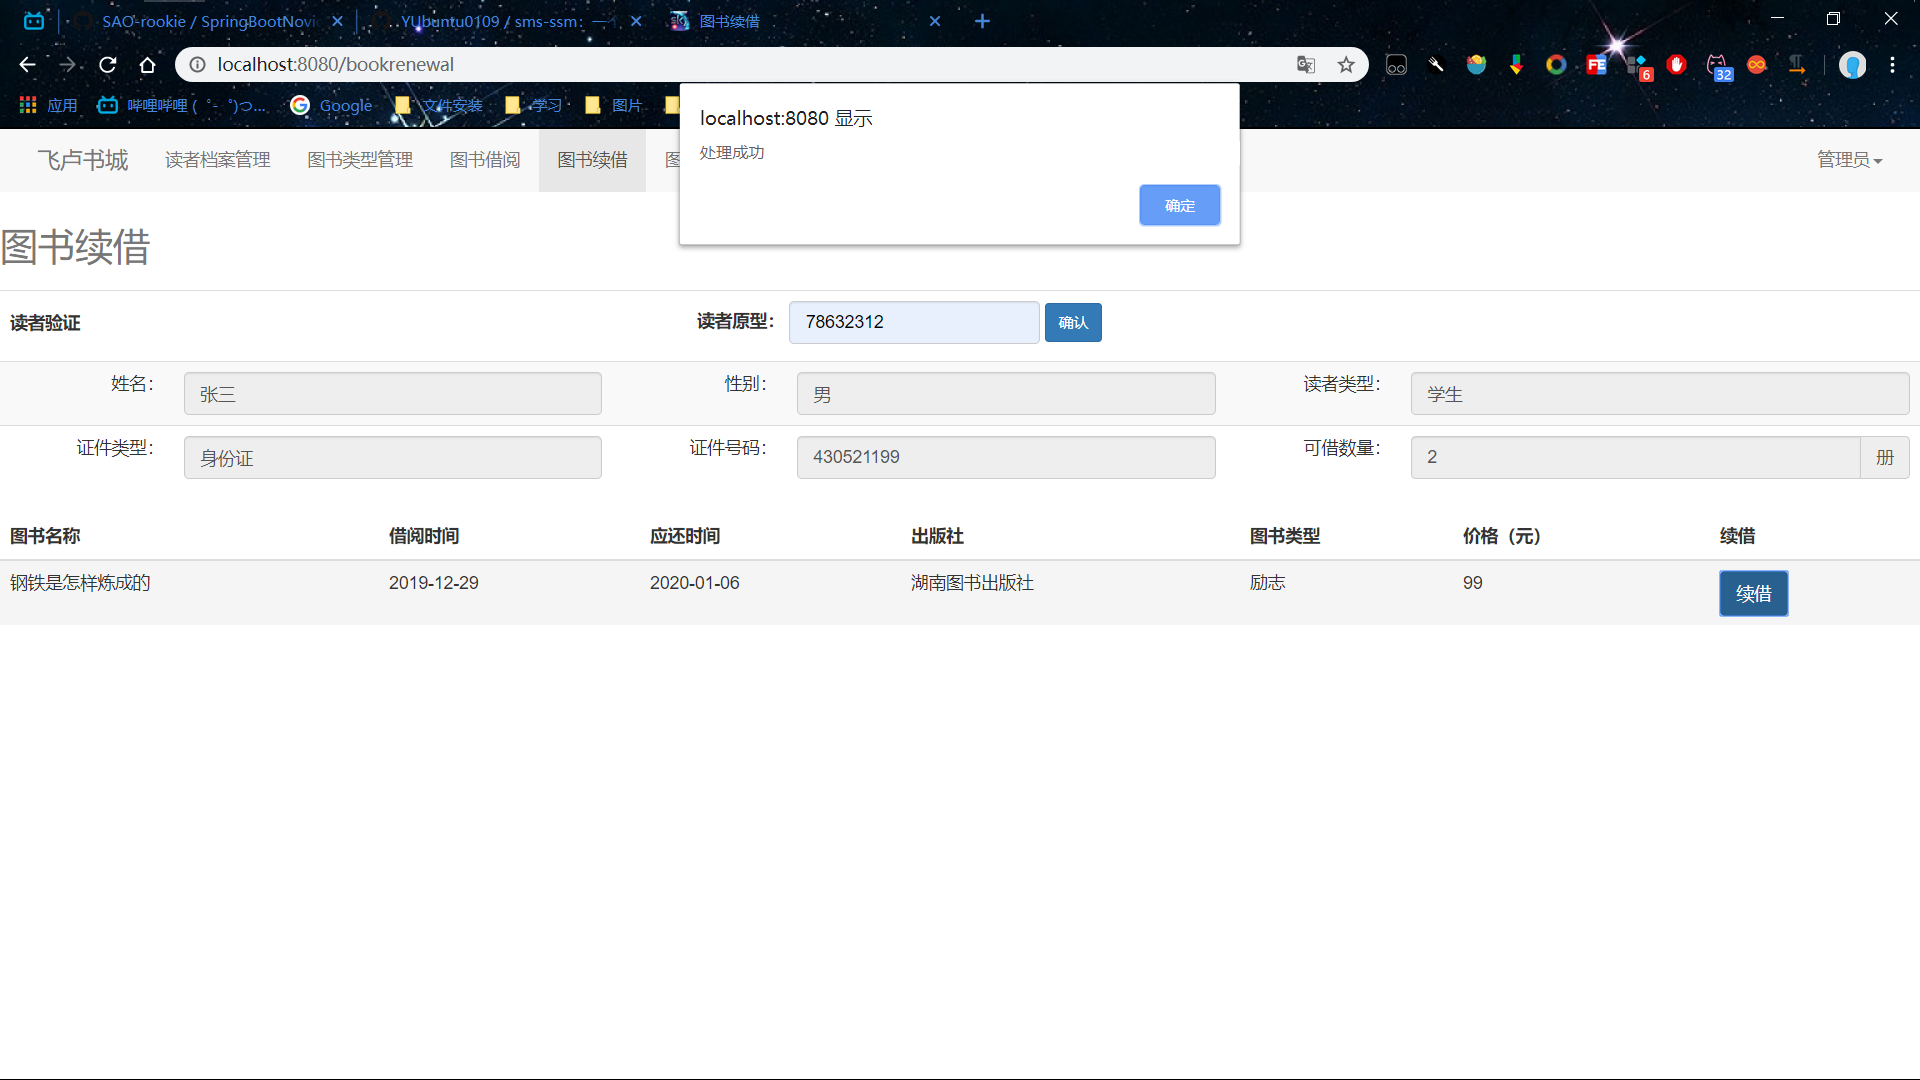 SAO-rookie / SpringBootNovi
YUbuntu0109 / sms-ssm: 一个
图书续借
localhost:8080/bookrenewal
6
32
应用
哔哩哔哩 ( ゜- ゜)つ...
Google
文件安装
学习
图片
localhost:8080 显示
处理成功
确定
飞卢书城
读者档案管理
图书类型管理
图书借阅
图书续借
图
管理员
图书续借
读者验证
读者原型：
78632312
确认
姓名：
张三
性别：
男
读者类型：
学生
证件类型：
身份证
证件号码：
430521199
可借数量：
2
册
图书名称 借阅时间 应还时间 出版社 图书类型 价格（元） 续借
钢铁是怎样炼成的 2019-12-29 2020-01-06 湖南图书出版社 励志 99 续借